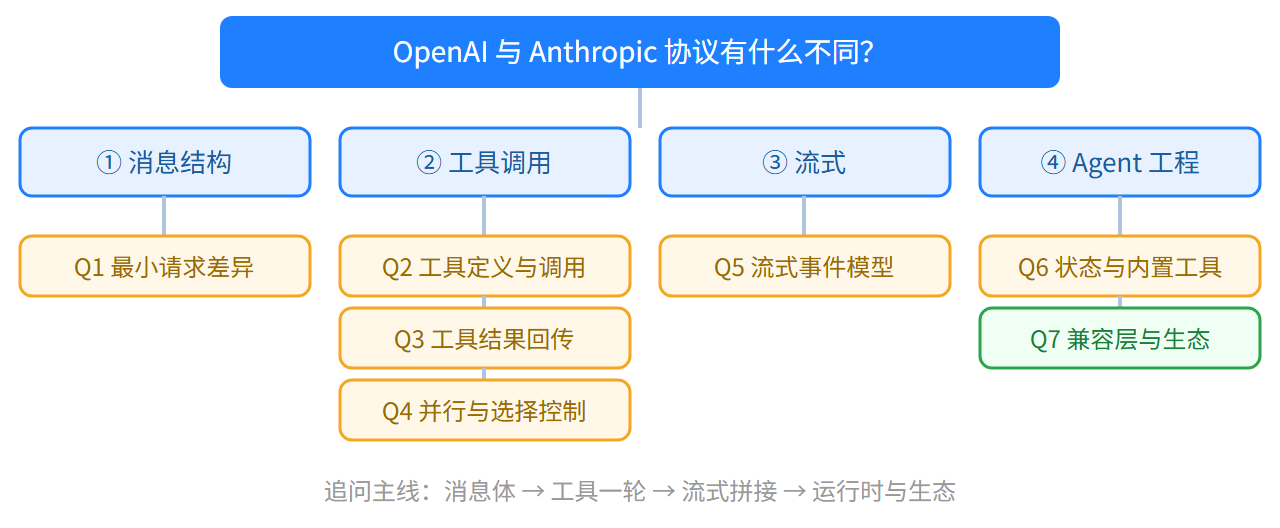 OpenAI 与 Anthropic 协议有什么不同?
① 消息结构
② 工具调用
③ 流式
④ Agent 工程
Q1 最小请求差异
Q2 工具定义与调用
Q5 流式事件模型
Q6 状态与内置工具
Q3 工具结果回传
Q7 兼容层与生态
Q4 并行与选择控制
追问主线：消息体 → 工具一轮 → 流式拼接 → 运行时与生态